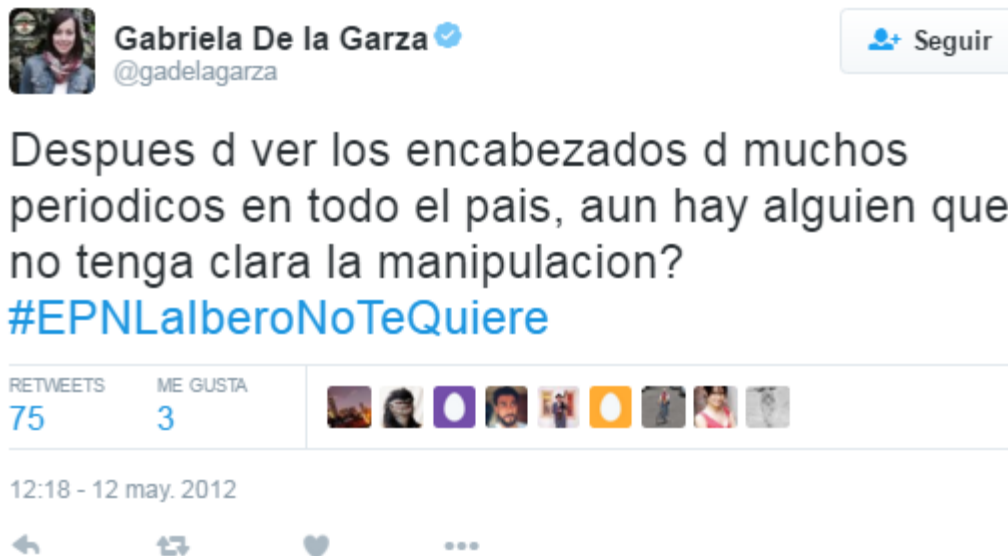 Gabriela De la Garza
@gadelagarza
Seguir
Despues d ver los encabezados d muchos
periodicos en todo el pais, aun hay alguien que
no tenga clara la manipulacion?
#EPNLaIberoNoTeQuiere
RETWEETS
75
ME GUSTA
3
12:18 - 12 may. 2012